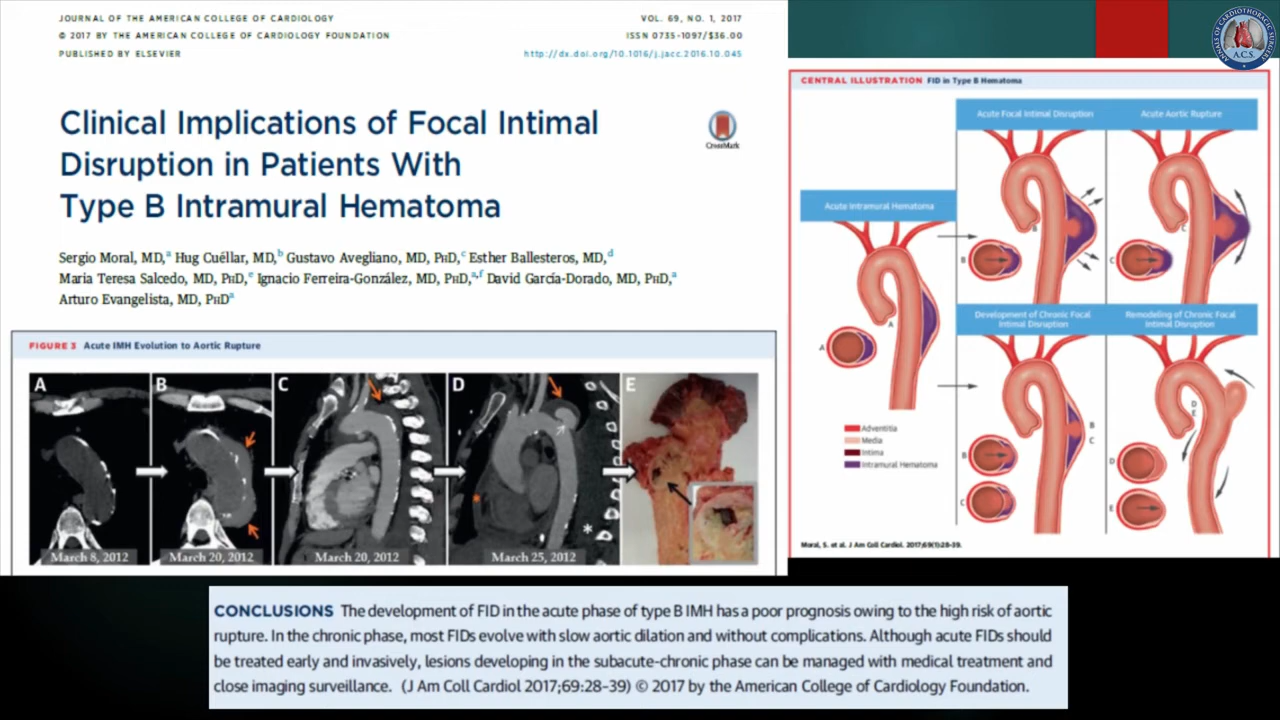 JOURNAL OF THE AMERICAN COLLEGE OF CARDIOLOGY
VOL. 69, NO. 1, 2017
© 2017 BY THE AMERICAN COLLEGE OF CARDIOLOGY FOUNDATION
ISSN 0735-1097/$36.00
PUBLISHED BY ELSEVIER
http://dx.doi.org/10.1016/j.jacc.2016.10.045
Clinical Implications of Focal Intimal
Disruption in Patients With
Type B Intramural Hematoma
CrossMark
Sergio Moral, MD,a Hug Cuéllar, MD,b Gustavo Avegliano, MD, PhD,c Esther Ballesteros, MD,d
Maria Teresa Salcedo, MD, PhD,e Ignacio Ferreira-González, MD, PhD,a,f David García-Dorado, MD, PhD,a
Arturo Evangelista, MD, PhDa
FIGURE 3 Acute IMH Evolution to Aortic Rupture
A
B
C
D
E
*
*
March 8, 2012
March 20, 2012
March 20, 2012
March 25, 2012
ANNALS OF CARDIOTHORACIC SURGERY
A.C.S.
CENTRAL ILLUSTRATION FID in Type B Hematoma
Acute Focal Intimal Disruption
Acute Aortic Rupture
Acute Intramural Hematoma
B
C
B
C
A
A
Development of Chronic Focal
Intimal Disruption
Remodeling of Chronic Focal
Intimal Disruption
B
C
B
C
D
E
D
E
Adventitia
Media
Intima
Intramural Hematoma
Moral, S. et al. J Am Coll Cardiol. 2017;69(1):28-39.
CONCLUSIONS The development of FID in the acute phase of type B IMH has a poor prognosis owing to the high risk of aortic
rupture. In the chronic phase, most FIDs evolve with slow aortic dilation and without complications. Although acute FIDs should
be treated early and invasively, lesions developing in the subacute-chronic phase can be managed with medical treatment and
close imaging surveillance. (J Am Coll Cardiol 2017;69:28-39) © 2017 by the American College of Cardiology Foundation.